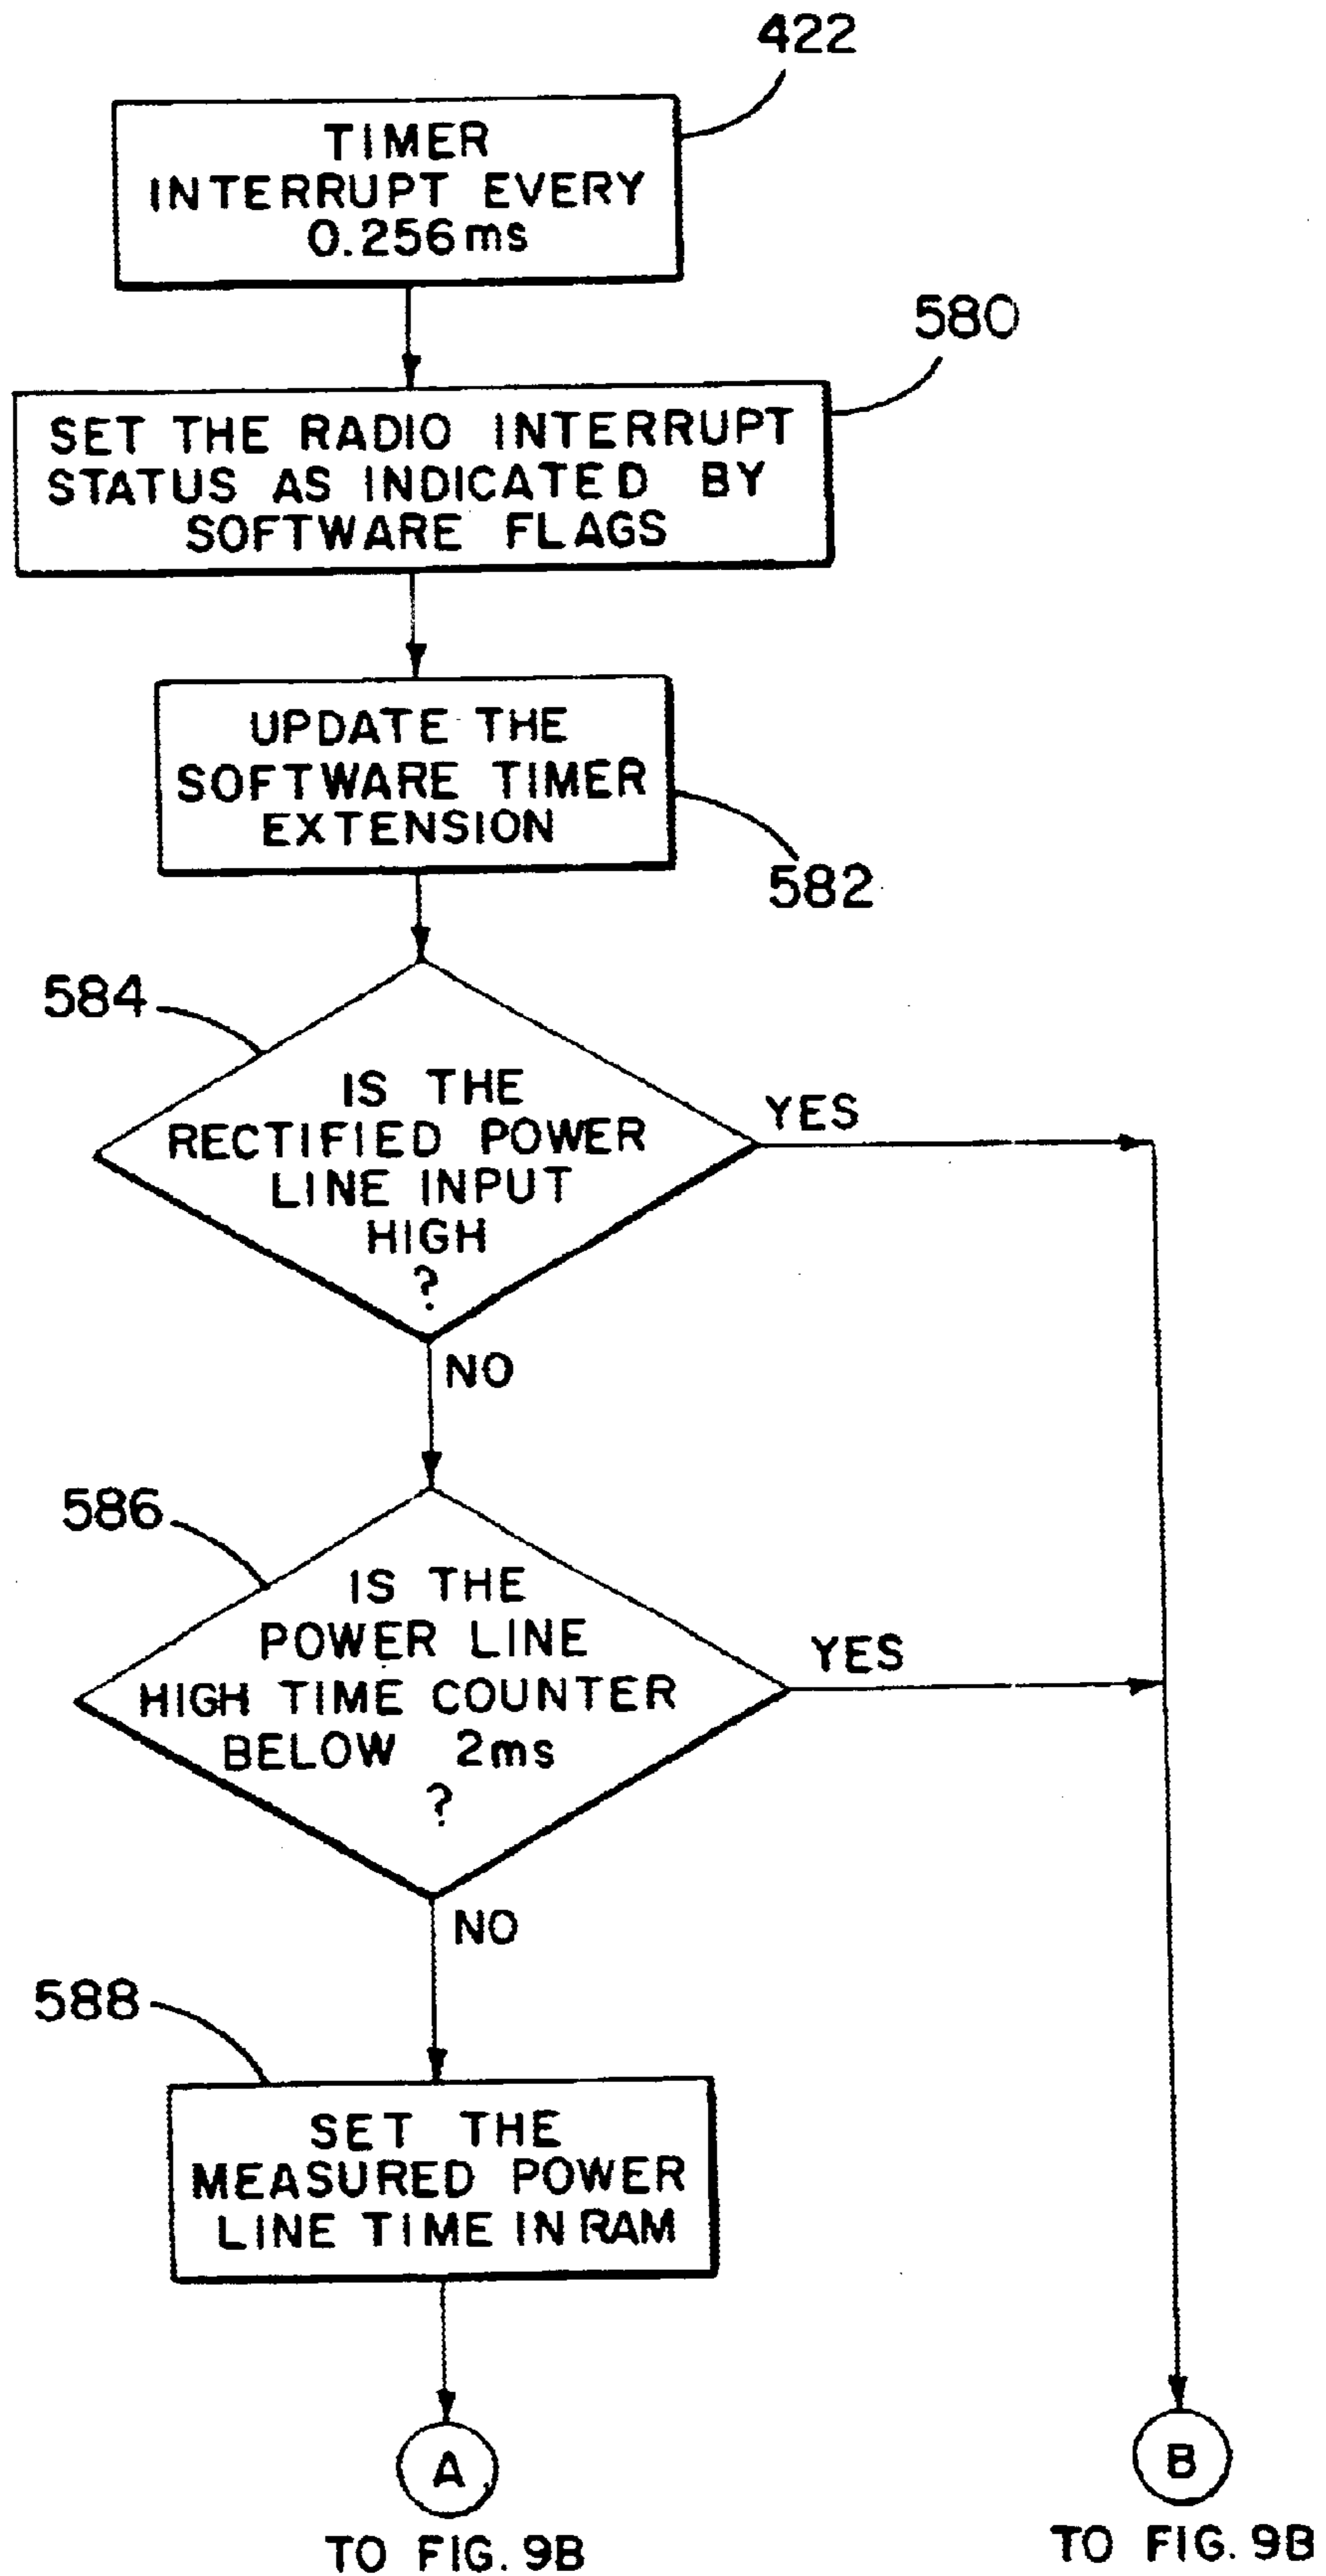 422
TIMER
INTERRUPT EVERY
0.256ms
580
SET THE RADIO INTERRUPT
STATUS AS INDICATED BY
SOFTWARE FLAGS
UPDATE THE
SOFTWARE TIMER
EXTENSION
582
584
IS THE
RECTIFIED POWER
LINE INPUT
HIGH
?
YES
NO
586
IS THE
POWER LINE
HIGH TIME COUNTER
BELOW 2ms
?
YES
NO
588
SET THE
MEASURED POWER
LINE TIME IN RAM
A
TO FIG. 9B
B
TO FIG. 9B